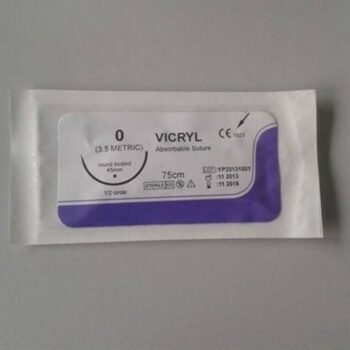 0
(3.5 METRIC)
round bodied
45mm
1/2 circle
VICRYL
Absorbable Suture
75cm
STERILE EO
CE
LOT: YP20131001
: 11 2013
: 11 2016